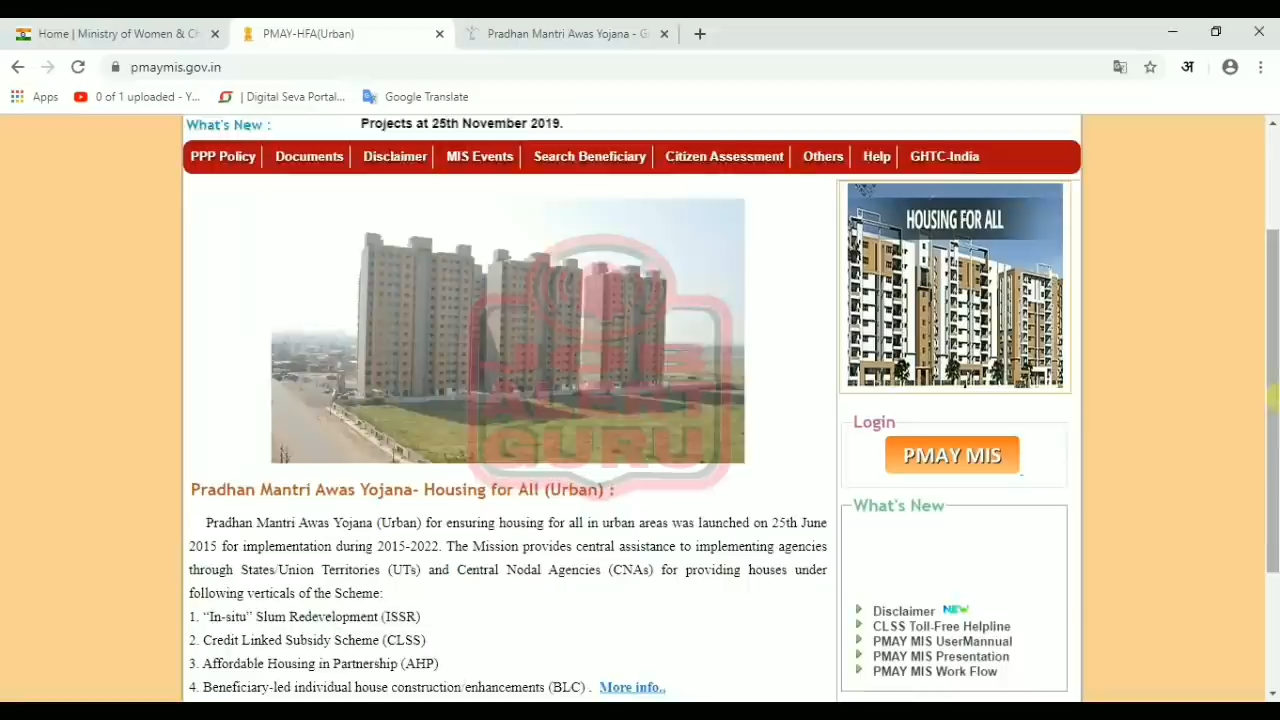 Home | Ministry of Women & Ch
PMAY-HFA(Urban)
Pradhan Mantri Awas Yojana - G
pmaymis.gov.in
अ
Apps
0 of 1 uploaded - Y...
| Digital Seva Portal...
Google Translate
What's New :
Projects at 25th November 2019.
PPP Policy
Documents
Disclaimer
MIS Events
Search Beneficiary
Citizen Assessment
Others
Help
GHTC-India
HOUSING FOR ALL
JOB
ALERT
GURU
Login
PMAY MIS
Pradhan Mantri Awas Yojana- Housing for All (Urban) :
Pradhan Mantri Awas Yojana (Urban) for ensuring housing for all in urban areas was launched on 25th June
2015 for implementation during 2015-2022. The Mission provides central assistance to implementing agencies
through States/Union Territories (UTs) and Central Nodal Agencies (CNAs) for providing houses under
following verticals of the Scheme:
1. “In-situ” Slum Redevelopment (ISSR)
2. Credit Linked Subsidy Scheme (CLSS)
3. Affordable Housing in Partnership (AHP)
4. Beneficiary-led individual house construction/enhancements (BLC) . More info..
What's New
Disclaimer NEW
CLSS Toll-Free Helpline
PMAY MIS UserMannual
PMAY MIS Presentation
PMAY MIS Work Flow